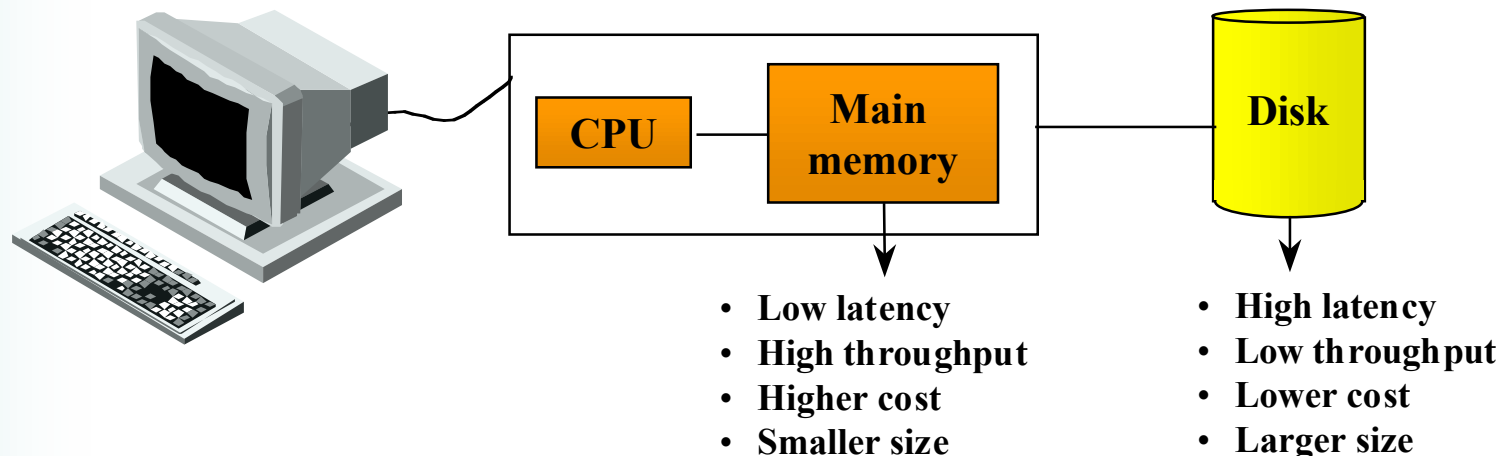 CPU
Main
memory
Disk
• Low latency
• High throughput
• Higher cost
• Smaller size
• High latency
• Low throughput
• Lower cost
• Larger size